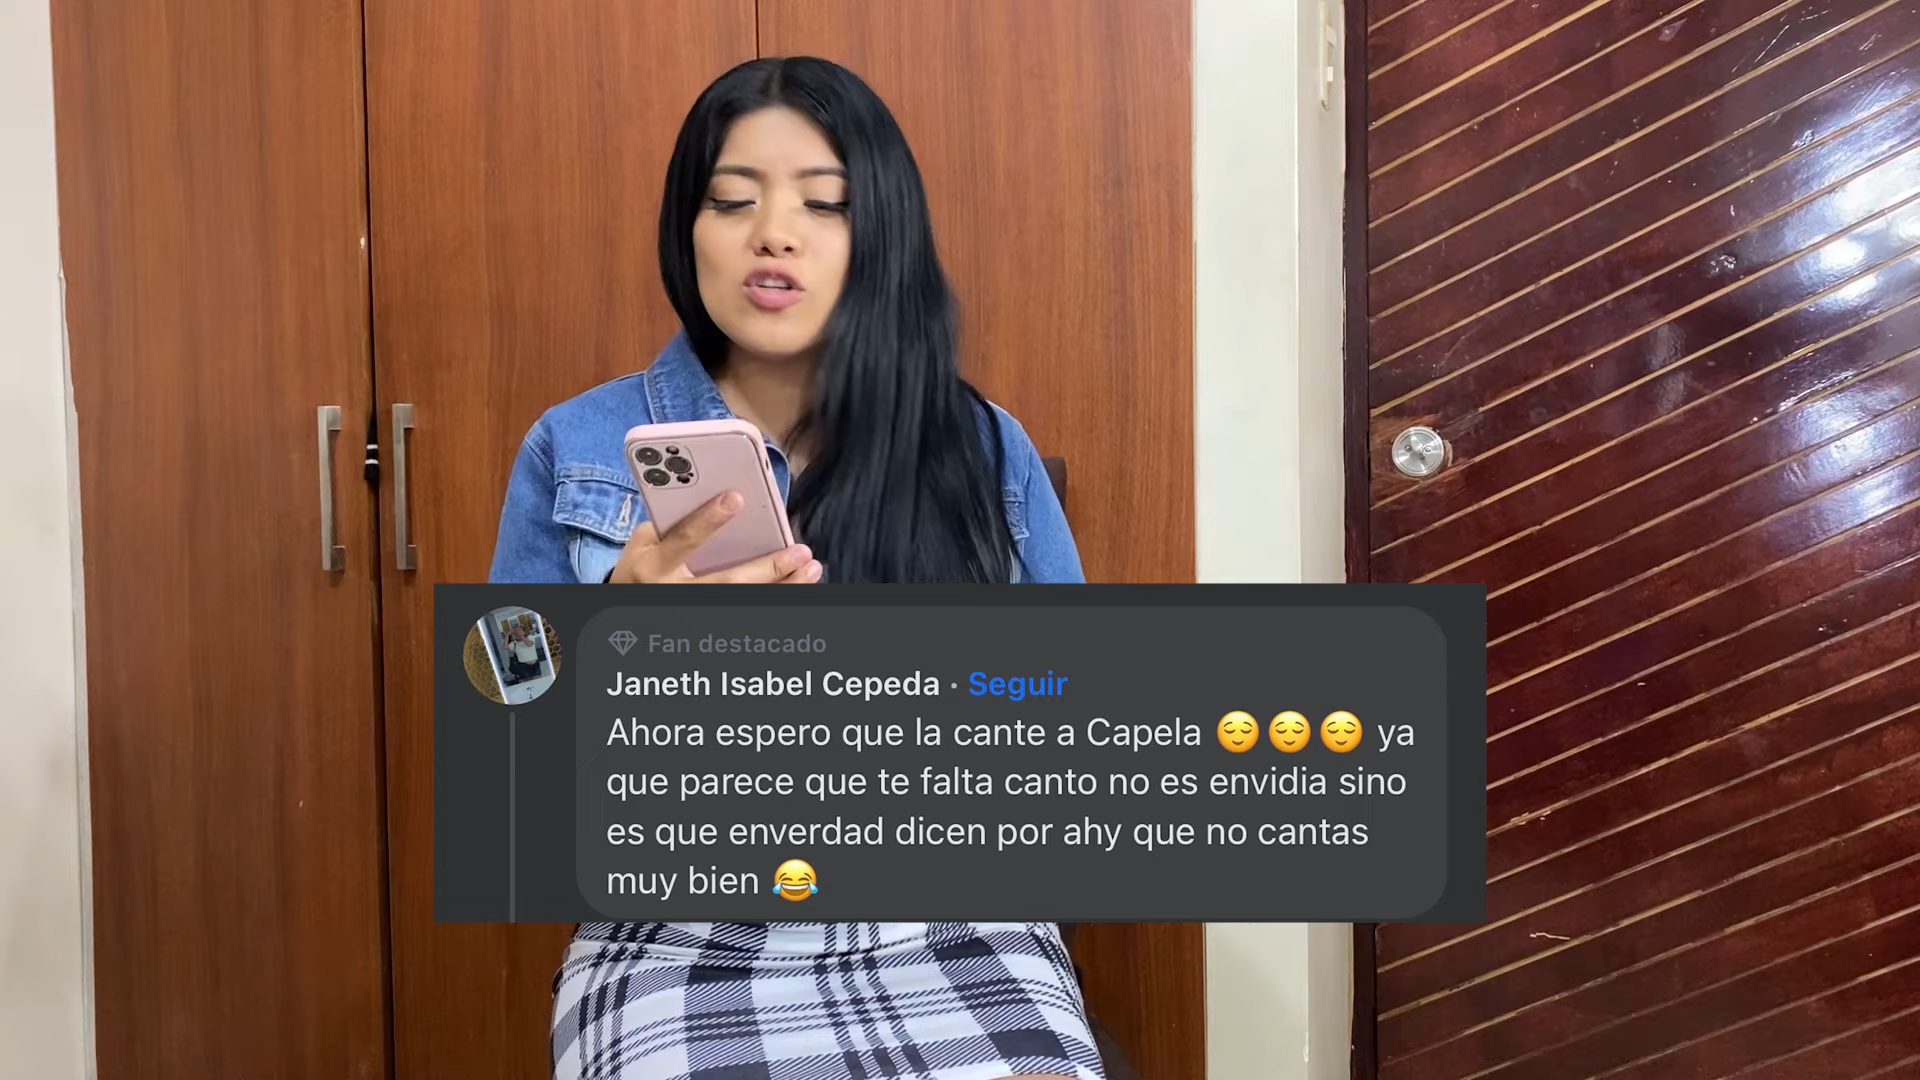 Fan destacado
Janeth Isabel Cepeda · Seguir
Ahora espero que la cante a Capela 😌😌😌 ya
que parece que te falta canto no es envidia sino
es que enverdad dicen por ahy que no cantas
muy bien 😂